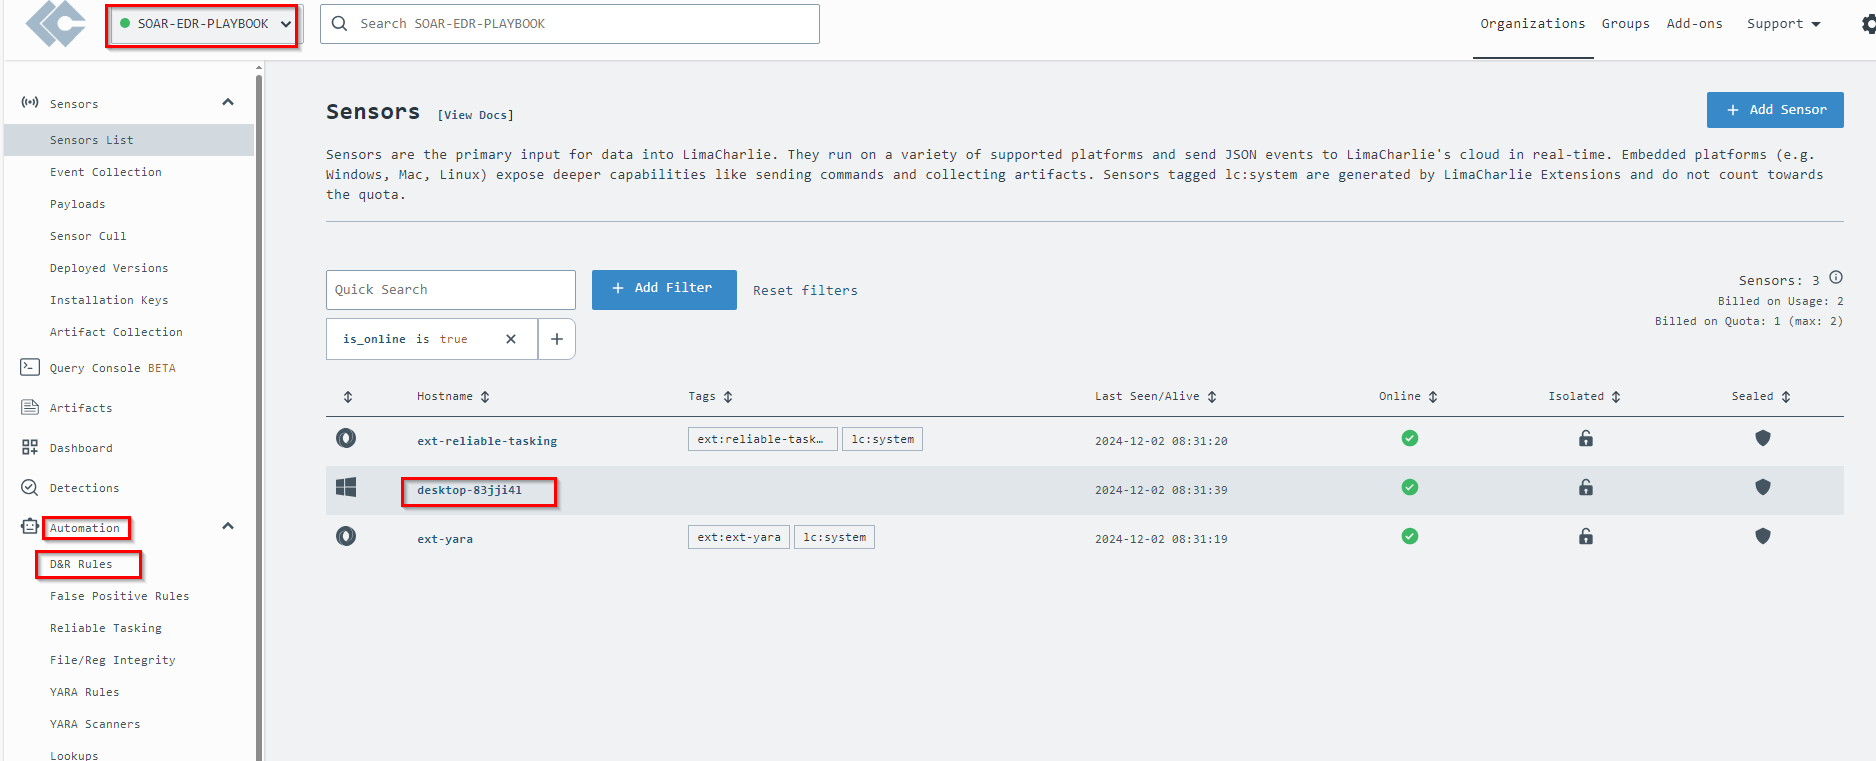 SOAR-EDR-PLAYBOOK
Search SOAR-EDR-PLAYBOOK
Organizations
Groups
Add-ons
Support
Sensors
Sensors List
Event Collection
Payloads
Sensor Cull
Deployed Versions
Installation Keys
Artifact Collection
Query Console BETA
Artifacts
Dashboard
Detections
Automation
D&R Rules
False Positive Rules
Reliable Tasking
File/Reg Integrity
YARA Rules
YARA Scanners
Lookups
Sensors [View Docs]
+ Add Sensor
Sensors are the primary input for data into LimaCharlie. They run on a variety of supported platforms and send JSON events to LimaCharlie's cloud in real-time. Embedded platforms (e.g.
Windows, Mac, Linux) expose deeper capabilities like sending commands and collecting artifacts. Sensors tagged lc:system are generated by LimaCharlie Extensions and do not count towards
the quota.
Quick Search
+ Add Filter
Reset filters
Sensors: 3
Billed on Usage: 2
Billed on Quota: 1 (max: 2)
is_online is true
Hostname Tags Last Seen/Alive Online Isolated Sealed
ext-reliable-tasking ext:reliable-task… lc:system 2024-12-02 08:31:20
desktop-83jji4l 2024-12-02 08:31:39
ext-yara ext:ext-yara lc:system 2024-12-02 08:31:19